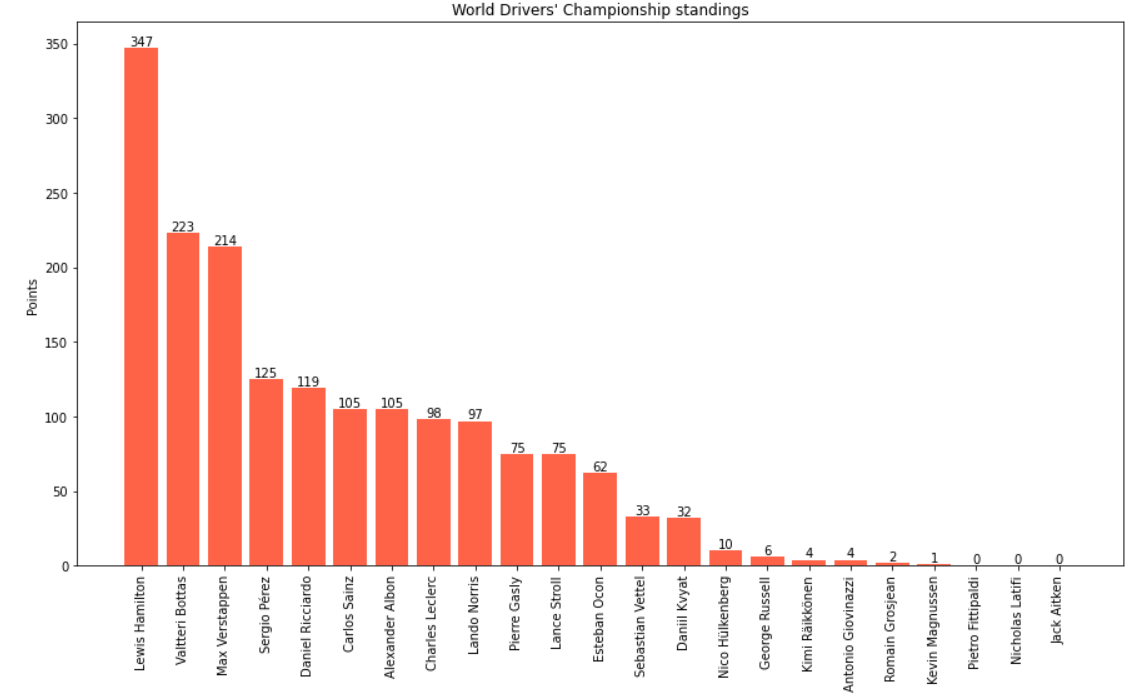 World Drivers' Championship standings
Points
350
300
250
200
150
100
50
0
347
223
214
125
119
105
105
98
97
75
75
62
33
32
10
6
4
4
2
1
0
0
0
Lewis Hamilton
Valtteri Bottas
Max Verstappen
Sergio Pérez
Daniel Ricciardo
Carlos Sainz
Alexander Albon
Charles Leclerc
Lando Norris
Pierre Gasly
Lance Stroll
Esteban Ocon
Sebastian Vettel
Daniil Kvyat
Nico Hülkenberg
George Russell
Kimi Räikkönen
Antonio Giovinazzi
Romain Grosjean
Kevin Magnussen
Pietro Fittipaldi
Nicholas Latifi
Jack Aitken